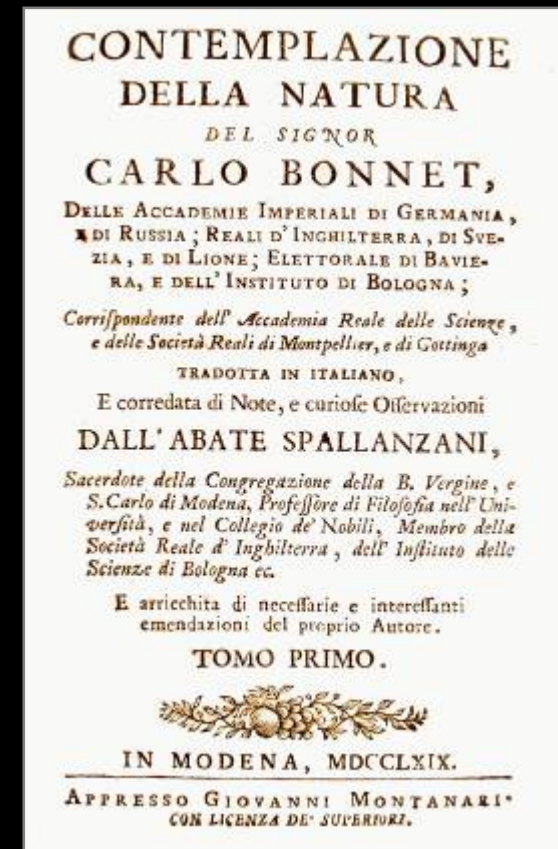 CONTEMPLAZIONE
DELLA NATURA
DEL SIGNOR
CARLO BONNET,
DELLE ACCADEMIE IMPERIALI DI GERMANIA,
E DI RUSSIA; REALI D'INGHILTERRA, DI SVE-
ZIA, E DI LIONE; ELETTORALE DI BAVIE-
RA, E DELL'INSTITUTO DI BOLOGNA;
Corriſpondente dell' Accademia Reale delle Scienze,
e delle Società Reali di Montpellier, e di Gottinga
TRADOTTA IN ITALIANO,
E corredata di Note, e curioſe Oſſervazioni
DALL'ABATE SPALLANZANI,
Sacerdote della Congregazione della B. Vergine, e
S. Carlo di Modena, Profeſſore di Filoſofia nell' Uni-
verſità, e nel Collegio de' Nobili, Membro della
Società Reale d' Inghilterra, dell' Inſtituto delle
Scienze di Bologna ec.
E arricchita di neceſſarie e intereſſanti
emendazioni del proprio Autore.
TOMO PRIMO.
IN MODENA, MDCCLXIX.
APPRESSO GIOVANNI MONTANARI.
CON LICENZA DE' SUPERIORI.